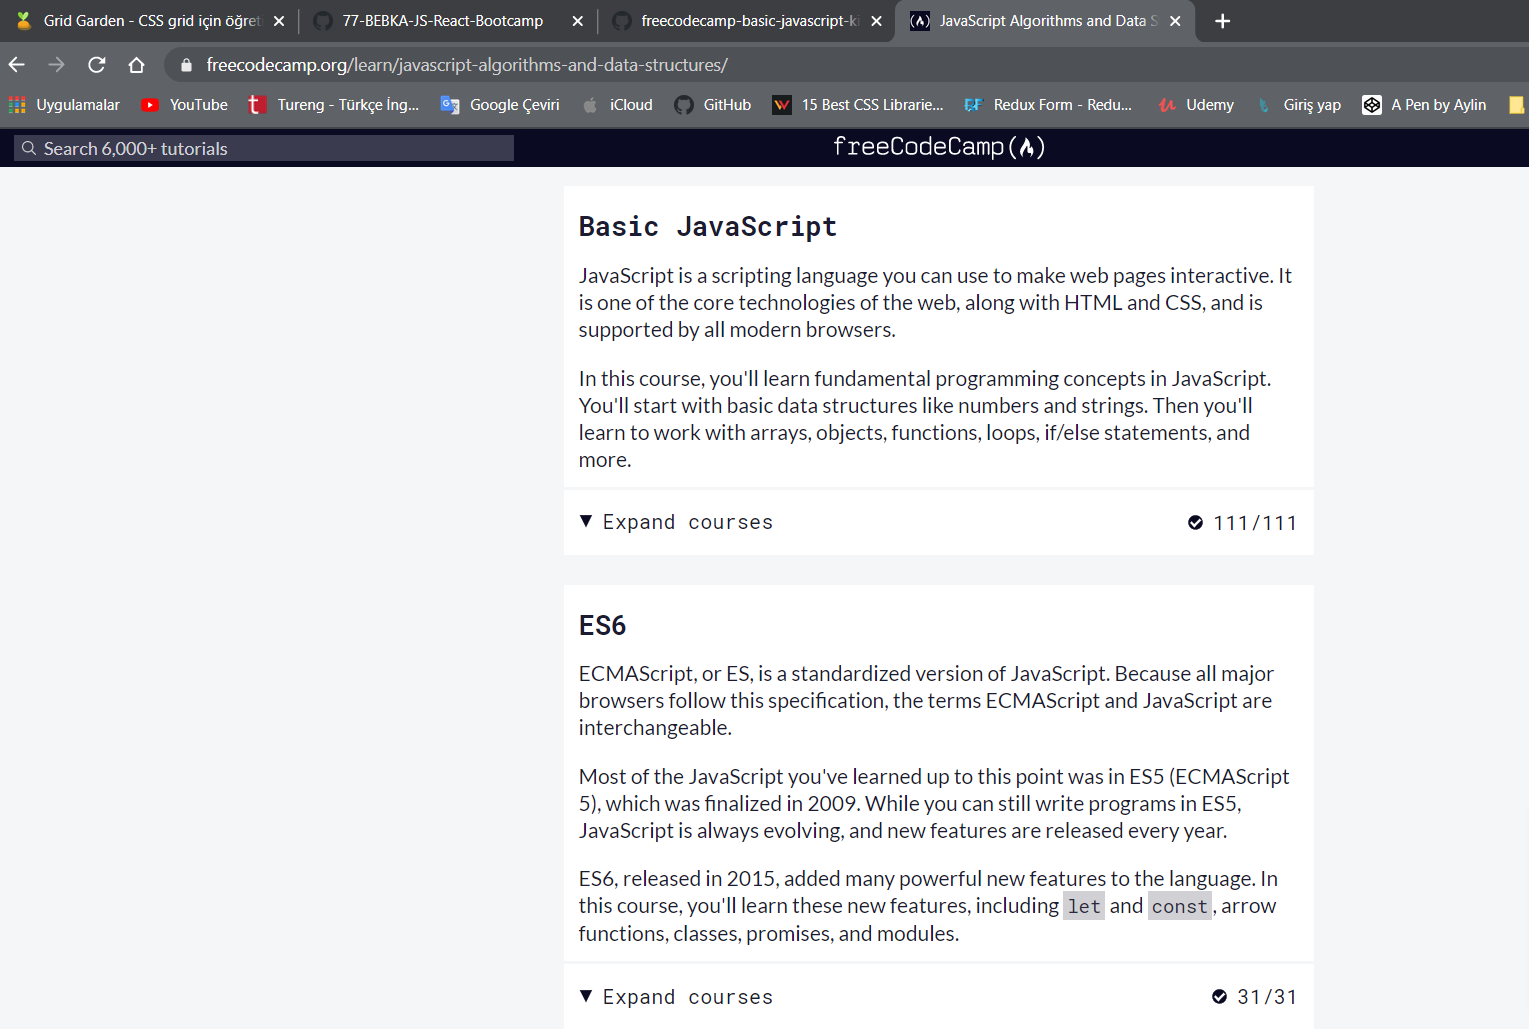 Grid Garden - CSS grid için öğret
77-BEBKA-JS-React-Bootcamp
freecodecamp-basic-javascript-ki
JavaScript Algorithms and Data S
freecodecamp.org/learn/javascript-algorithms-and-data-structures/
Uygulamalar
YouTube
Tureng - Türkçe İng...
Google Çeviri
iCloud
GitHub
15 Best CSS Librarie...
Redux Form - Redu...
Udemy
Giriş yap
A Pen by Aylin
Search 6,000+ tutorials
freeCodeCamp
Basic JavaScript
JavaScript is a scripting language you can use to make web pages interactive. It
is one of the core technologies of the web, along with HTML and CSS, and is
supported by all modern browsers.
In this course, you'll learn fundamental programming concepts in JavaScript.
You'll start with basic data structures like numbers and strings. Then you'll
learn to work with arrays, objects, functions, loops, if/else statements, and
more.
Expand courses
111/111
ES6
ECMAScript, or ES, is a standardized version of JavaScript. Because all major
browsers follow this specification, the terms ECMAScript and JavaScript are
interchangeable.
Most of the JavaScript you've learned up to this point was in ES5 (ECMAScript
5), which was finalized in 2009. While you can still write programs in ES5,
JavaScript is always evolving, and new features are released every year.
ES6, released in 2015, added many powerful new features to the language. In
this course, you'll learn these new features, including let and const, arrow
functions, classes, promises, and modules.
Expand courses
31/31